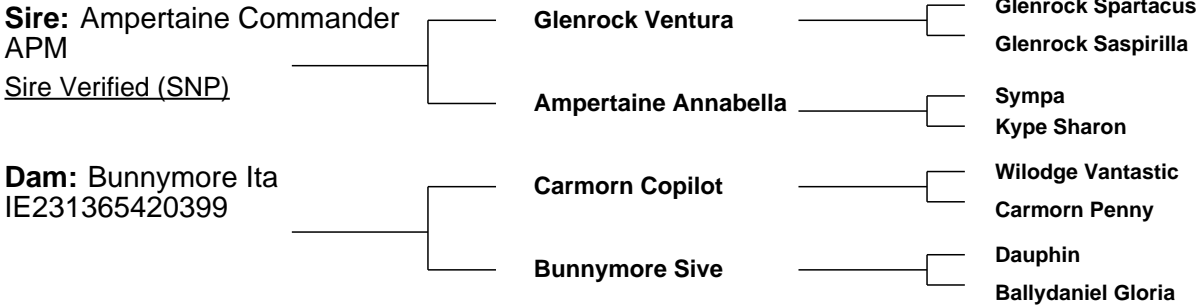 Sire: Ampertaine Commander
APM
Sire Verified (SNP)
Glenrock Ventura
Glenrock Spartacus
Glenrock Saspirilla
Ampertaine Annabella
Sympa
Kype Sharon
Dam: Bunnymore Ita
IE231365420399
Carmorn Copilot
Wilodge Vantastic
Carmorn Penny
Bunnymore Sive
Dauphin
Ballydaniel Gloria